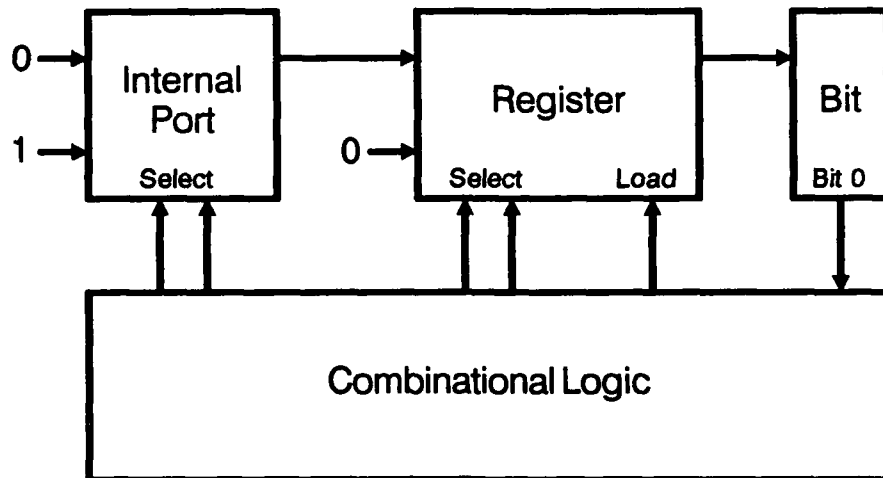 0
1
Internal
Port
Select
0
Register
Select
Load
Bit
Bit 0
Combinational Logic